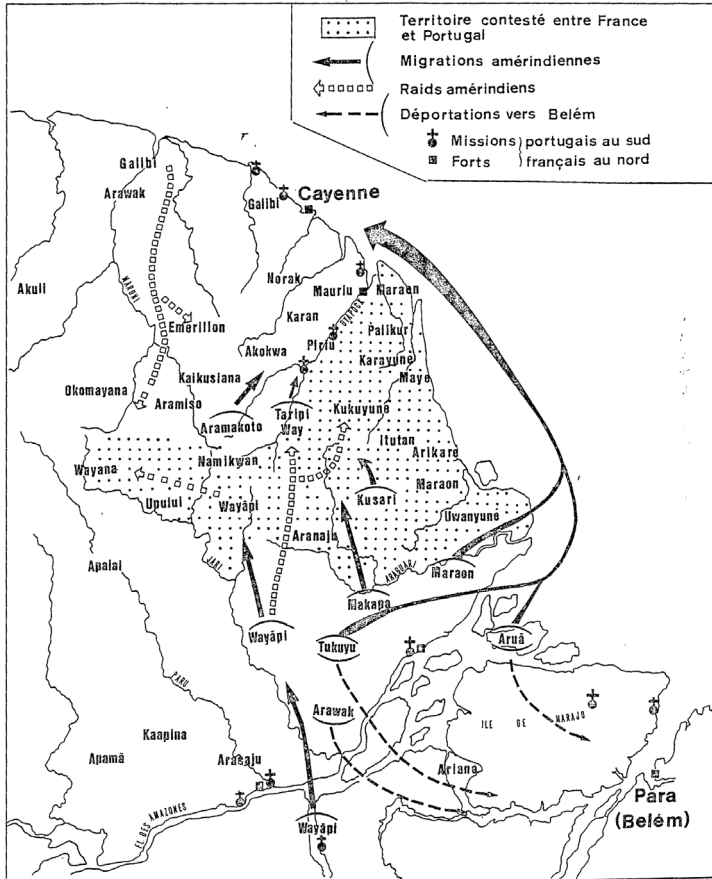 Territoire contesté entre France
et Portugal
Migrations amérindiennes
Raids amérindiens
Déportations vers Belém
Missions } portugais au sud
Forts } français au nord
Galibi
Arawak
Galibi
Cayenne
Akuli
MARONI
Norak
Mauriu
Maraen
OYAPOCK
Emerillon
Karan
Palikur
Piriu
Akokwa
Karayune
Maye
Okomayana
Kaikusiana
Aramiso
Aramakoto
Taripi
Way
Kukuyune
Itutan
Arikare
Wayana
Namikwan
Maraon
Kusari
Upului
Wayãpi
Uwanyune
Aranaju
Apalai
JARI
ARAGUARI
Maraon
Makapa
Wayãpi
Tukuyu
Aruã
PARU
Arawak
ILE DE MARAJO
Kaapina
Apamã
Arasaju
Ariana
Para
(Belém)
Wayãpi
EL DES AMAZONES